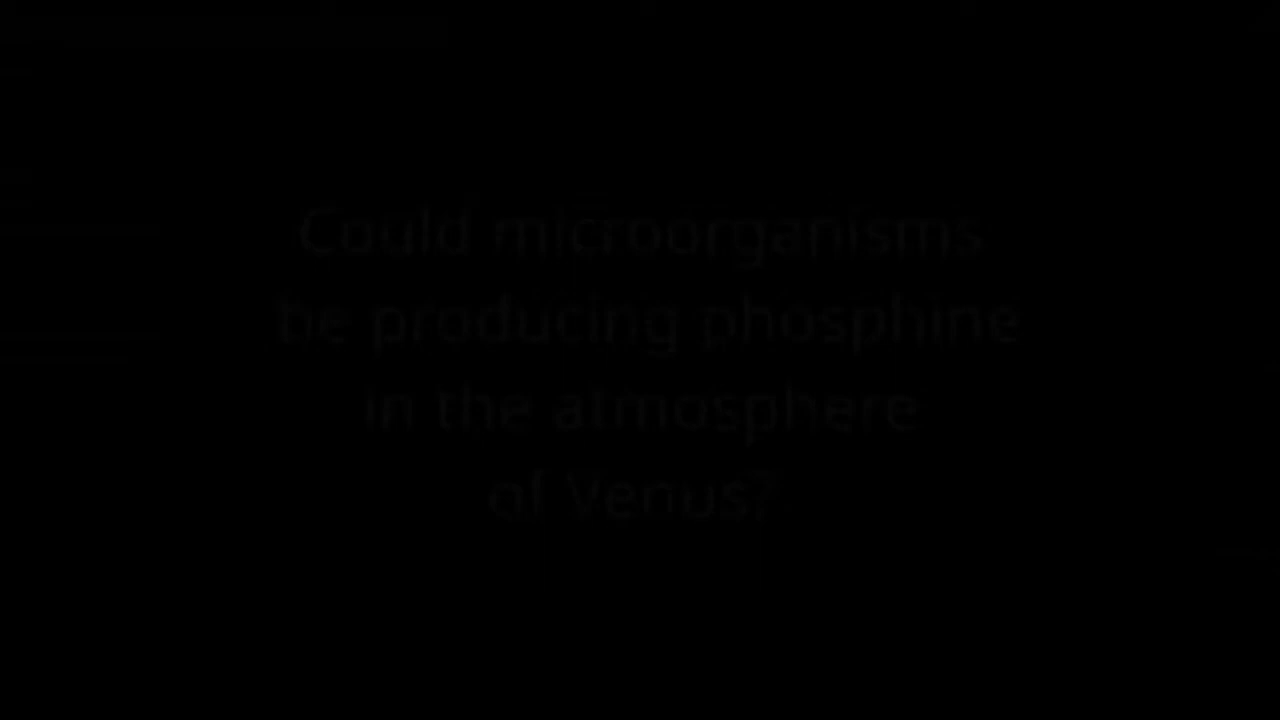 Could microorganisms
be producing phosphine
in the atmosphere
of Venus?